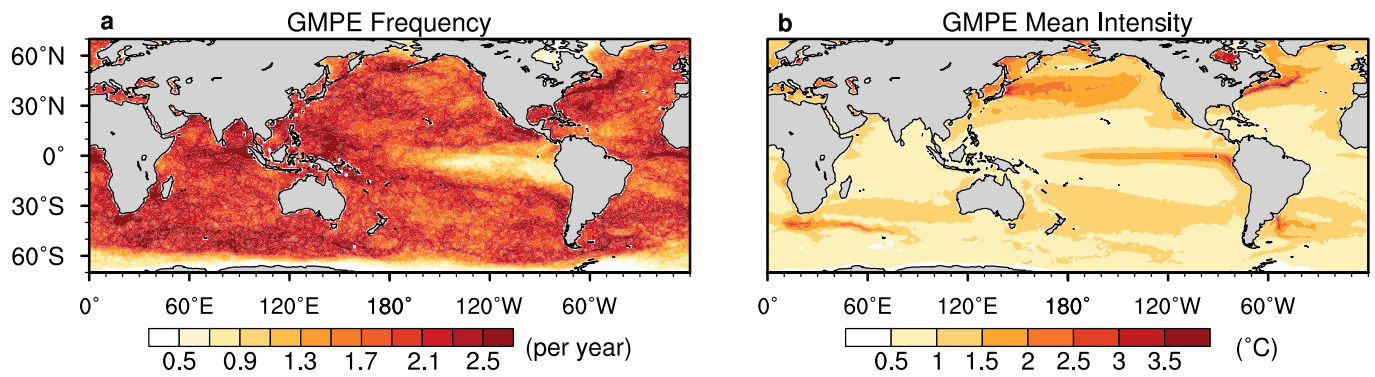 a GMPE Frequency
60°N
30°N
0°
30°S
60°S
0° 60°E 120°E 180° 120°W 60°W
0.5 0.9 1.3 1.7 2.1 2.5 (per year)
b GMPE Mean Intensity
0° 60°E 120°E 180° 120°W 60°W
0.5 1 1.5 2 2.5 3 3.5 (°C)